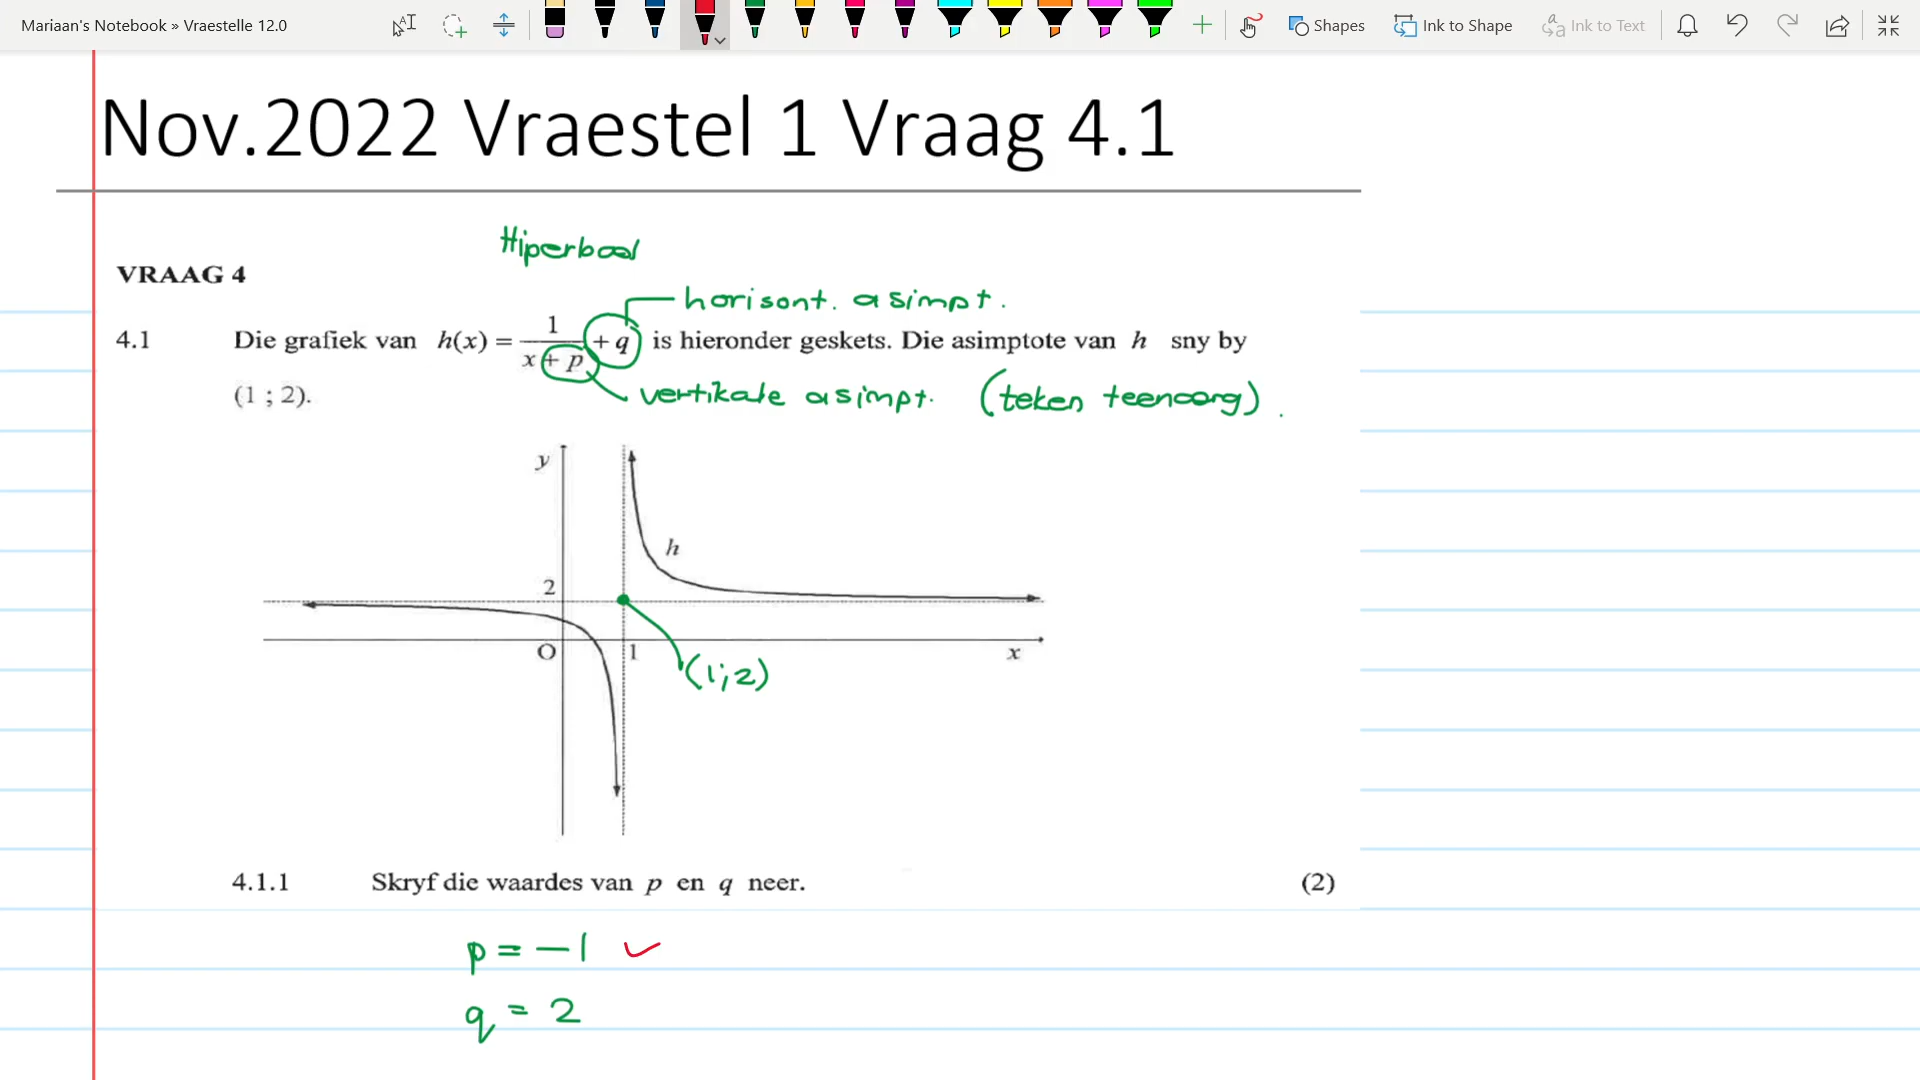 Mariaan's Notebook » Vraestelle 12.0
Shapes
Ink to Shape
Ink to Text
Nov.2022 Vraestel 1 Vraag 4.1
Hiperbool
VRAAG 4
horisont. asimpt.
4.1 Die grafiek van h(x) = 1/(x + p) + q is hieronder geskets. Die asimptote van h sny by
(1 ; 2).
vertikale asimpt. (teken teenoorg).
y
h
2
O
1
x
(1;2)
4.1.1 Skryf die waardes van p en q neer. (2)
p = -1 ✓
q = 2